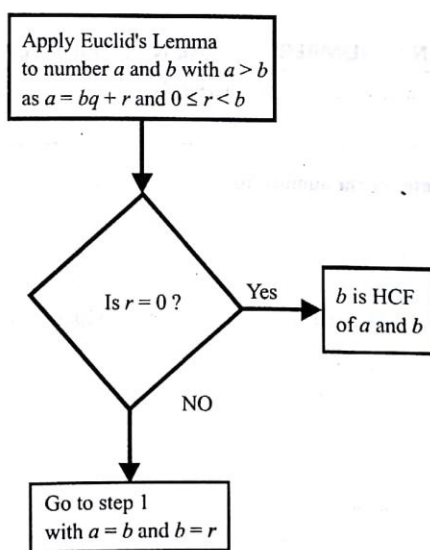 Apply Euclid's Lemma
to number a and b with a > b
as a = bq + r and 0 ≤ r < b
Is r = 0 ?
Yes
b is HCF
of a and b
NO
Go to step 1
with a = b and b = r